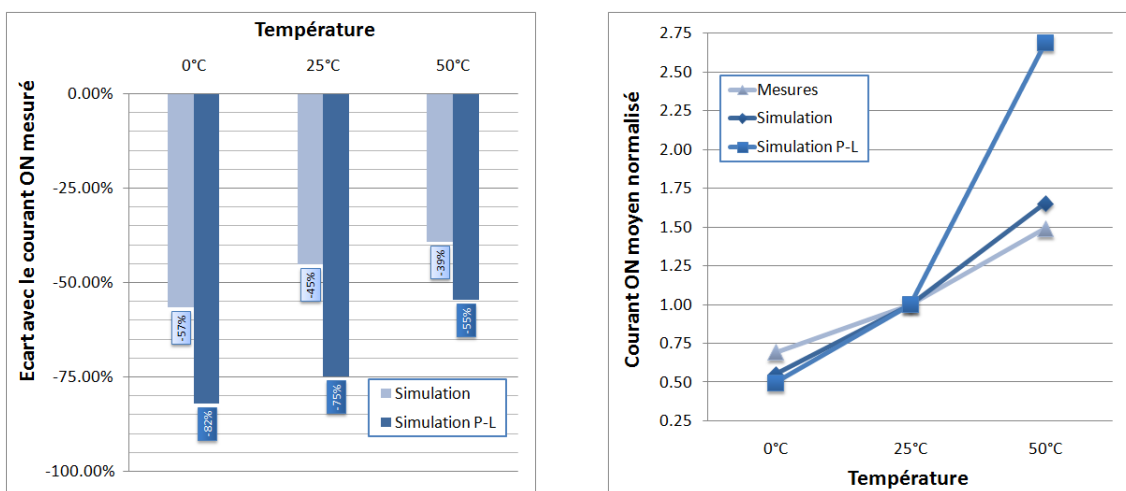 Température
0°C 25°C 50°C
Ecart avec le courant ON mesuré
0.00%
-25.00%
-50.00%
-75.00%
-100.00%
-57%
-82%
-45%
-75%
-39%
-55%
Simulation
Simulation P-L
Courant ON moyen normalisé
2.75
2.50
2.25
2.00
1.75
1.50
1.25
1.00
0.75
0.50
0.25
Mesures
Simulation
Simulation P-L
0°C 25°C 50°C
Température